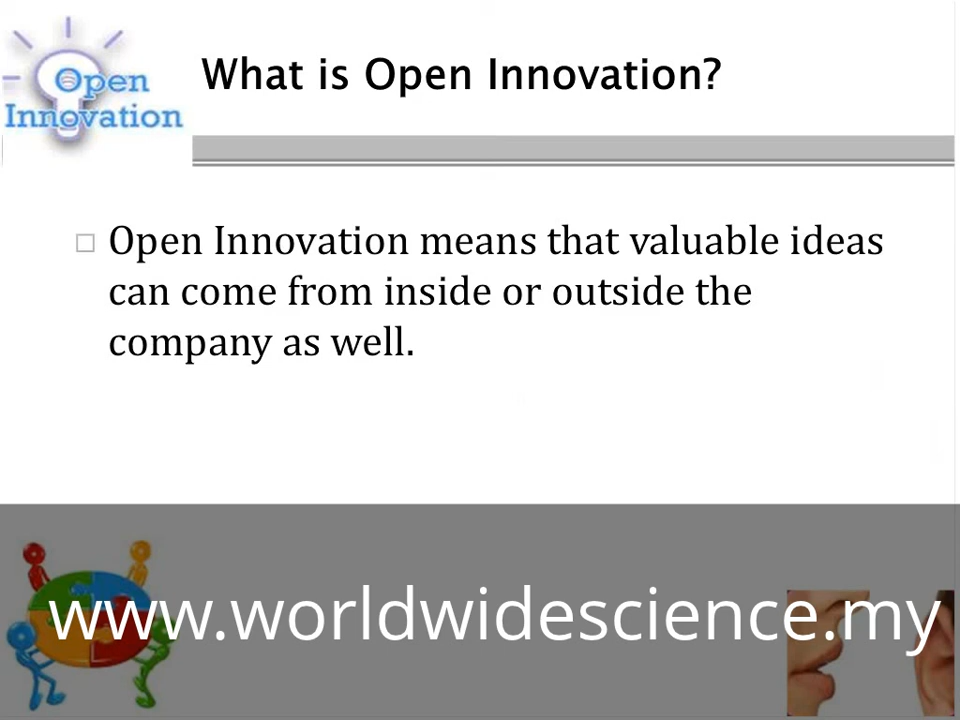 Open
Innovation
What is Open Innovation?
Open Innovation means that valuable ideas
can come from inside or outside the
company as well.
www.worldwidescience.my